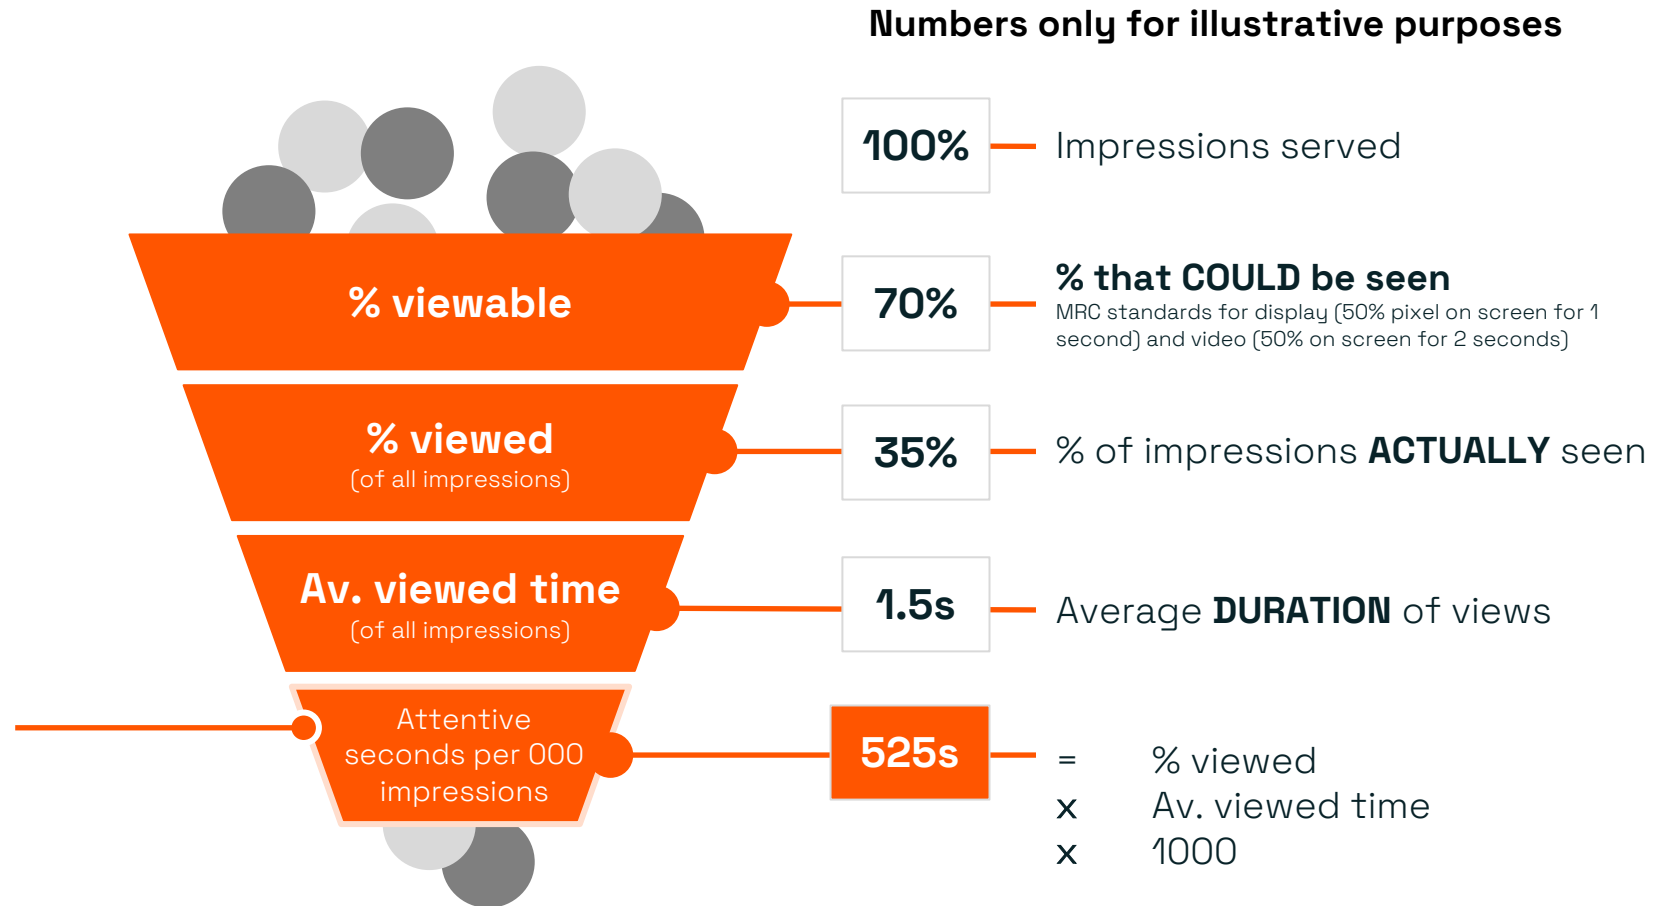 Numbers only for illustrative purposes
100%
Impressions served
% viewable
70%
% that COULD be seen
MRC standards for display (50% pixel on screen for 1
second) and video (50% on screen for 2 seconds)
% viewed
(of all impressions)
35%
% of impressions ACTUALLY seen
Av. viewed time
(of all impressions)
1.5s
Average DURATION of views
Attentive
seconds per 000
impressions
525s
= % viewed
x Av. viewed time
x 1000